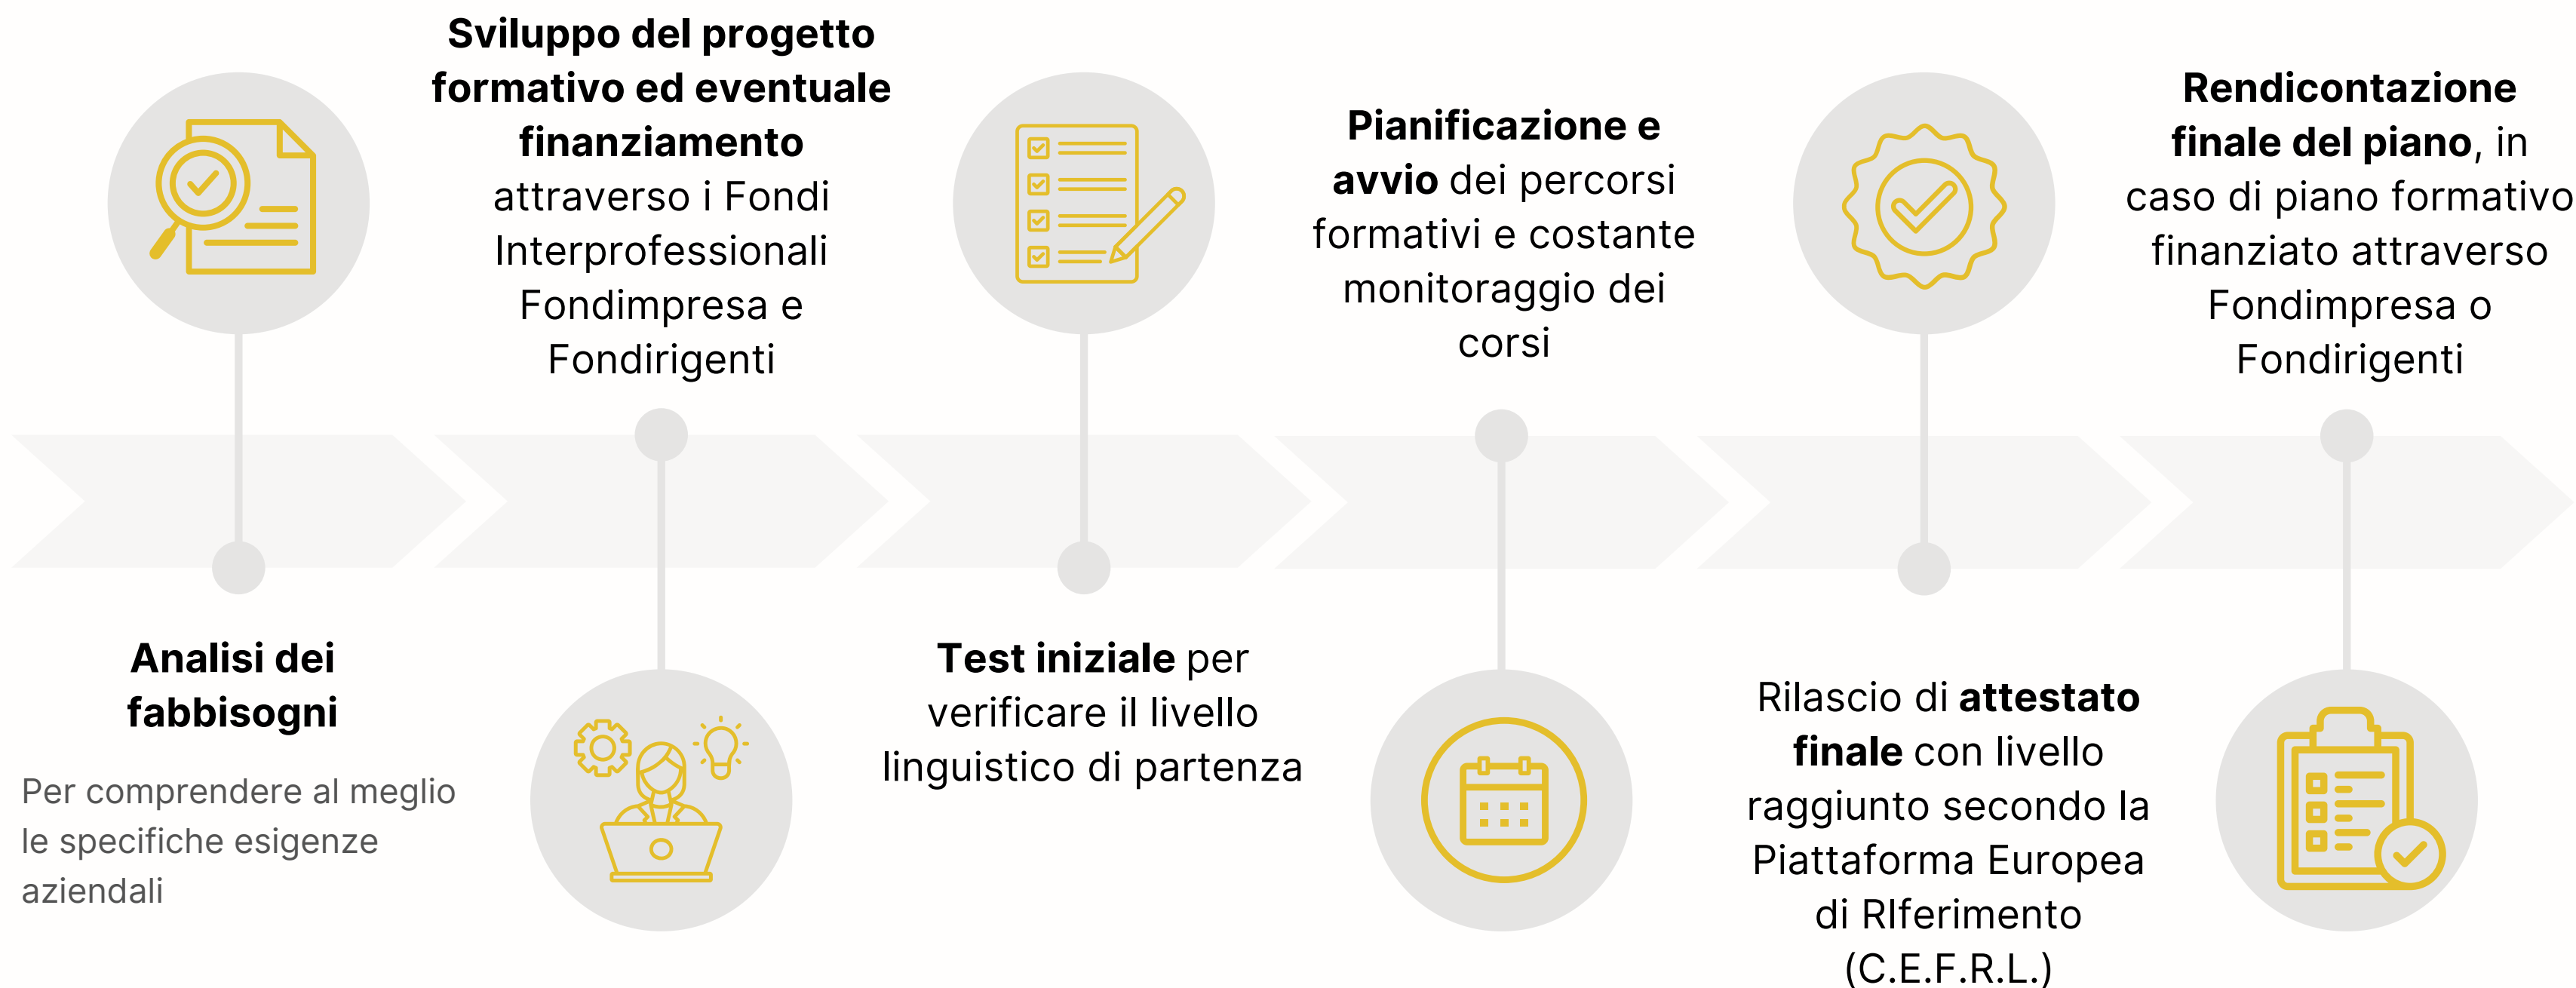 Analisi dei
fabbisogni
Per comprendere al meglio
le specifiche esigenze
aziendali
Sviluppo del progetto
formativo ed eventuale
finanziamento
attraverso i Fondi
Interprofessionali
Fondimpresa e
Fondirigenti
Test iniziale per
verificare il livello
linguistico di partenza
Pianificazione e
avvio dei percorsi
formativi e costante
monitoraggio dei
corsi
Rilascio di attestato
finale con livello
raggiunto secondo la
Piattaforma Europea
di RIferimento
(C.E.F.R.L.)
Rendicontazione
finale del piano, in
caso di piano formativo
finanziato attraverso
Fondimpresa o
Fondirigenti